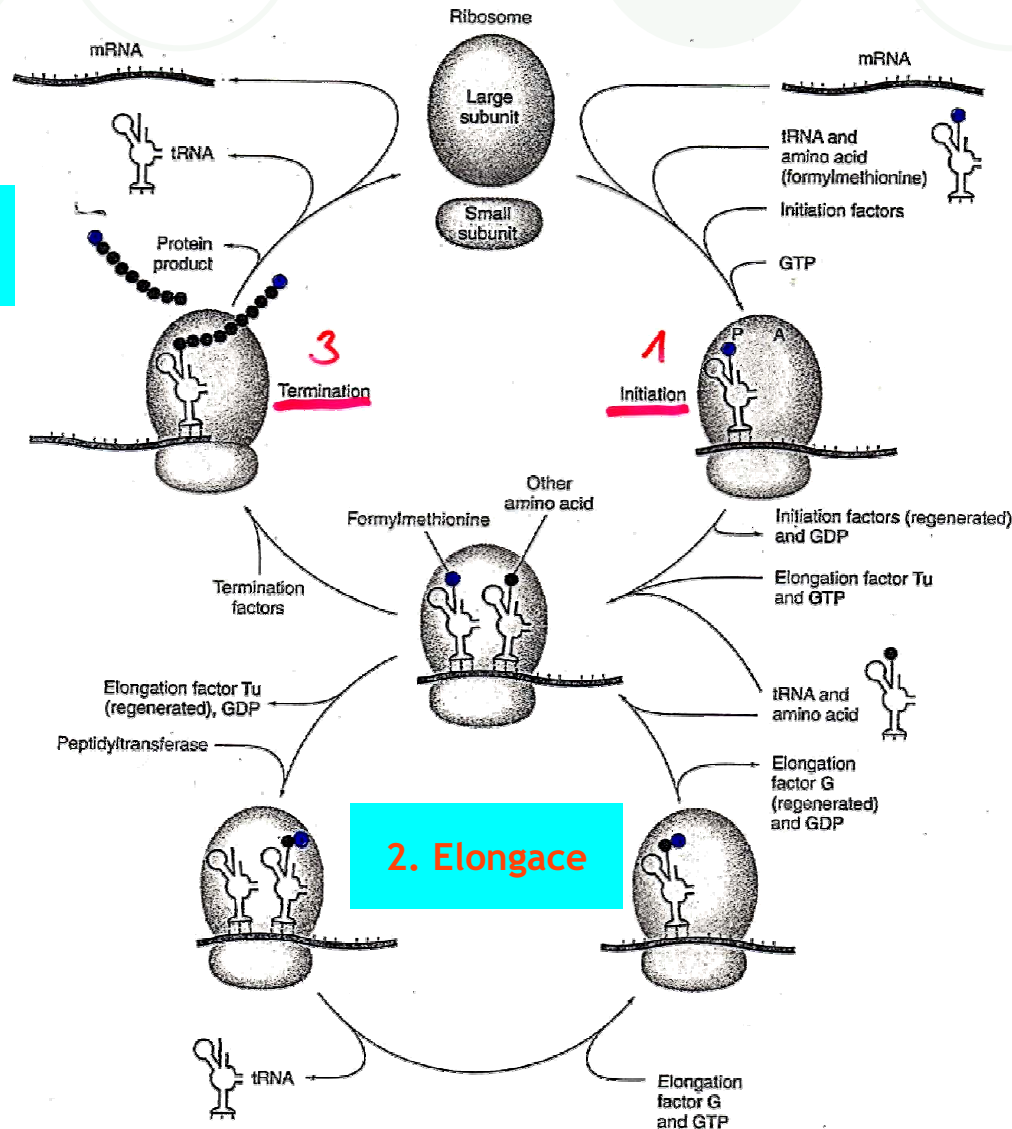 Ribosome
mRNA
Large
subunit
mRNA
tRNA
tRNA and
amino acid
(formylmethionine)
Small
subunit
Initiation factors
Protein
product
GTP
P A
3
1
Termination
Initiation
Other
amino acid
Formylmethionine
Initiation factors (regenerated)
and GDP
Termination
factors
Elongation factor Tu
and GTP
Elongation factor Tu
(regenerated), GDP
tRNA and
amino acid
Peptidyltransferase
Elongation
factor G
(regenerated)
and GDP
2. Elongace
tRNA
Elongation
factor G
and GTP